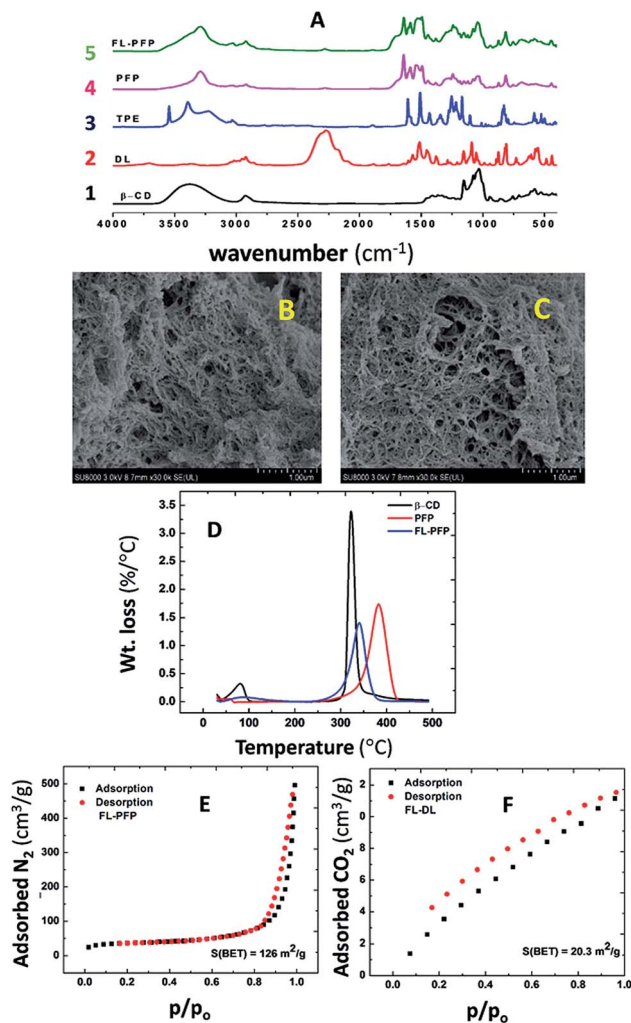 A
5 FL-PFP
4 PFP
3 TPE
2 DL
1 β-CD
4000 3500 3000 2500 2000 1500 1000 500
wavenumber (cm-1)
B
C
SU8000 3.0kV 8.7mm x30.0k SE(UL) 1.00um
SU8000 3.0kV 7.8mm x30.0k SE(UL) 1.00um
D
β-CD
PFP
FL-PFP
Wt. loss (%/°C)
3.5
3.0
2.5
2.0
1.5
1.0
0.5
0.0
0 100 200 300 400 500
Temperature (°C)
E
Adsorption
Desorption
FL-PFP
Adsorbed N2 (cm3/g)
500
400
300
200
100
0
S(BET) = 126 m2/g
0.0 0.2 0.4 0.6 0.8 1.0
p/po
F
Adsorption
Desorption
FL-DL
Adsorbed CO2 (cm3/g)
2
0
8
6
4
2
0
S(BET) = 20.3 m2/g
0.0 0.2 0.4 0.6 0.8 1.0
p/po